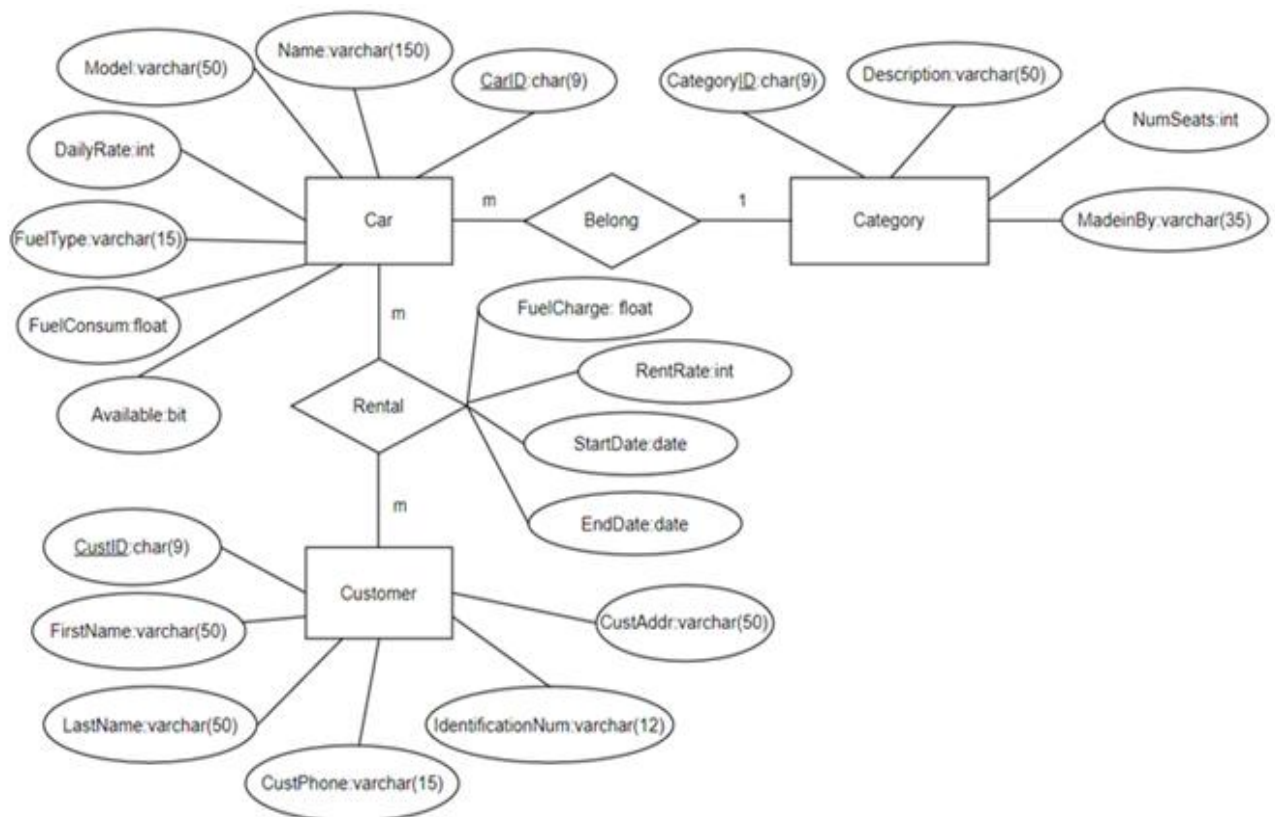 Model:varchar(50)
Name:varchar(150)
CarID:char(9)
CategoryID:char(9)
Description:varchar(50)
NumSeats:int
DailyRate:int
Car
m
Belong
1
Category
MadeinBy:varchar(35)
FuelType:varchar(15)
FuelConsum:float
Available:bit
m
FuelCharge: float
RentRate:int
Rental
StartDate:date
EndDate:date
m
CustID:char(9)
Customer
CustAddr:varchar(50)
FirstName:varchar(50)
LastName:varchar(50)
IdentificationNum:varchar(12)
CustPhone:varchar(15)